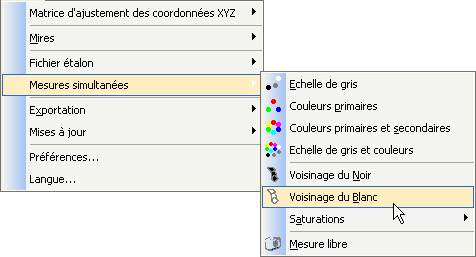 Matrice d'ajustement des coordonnées XYZ
Mires
Fichier étalon
Mesures simultanées
Exportation
Mises à jour
Préférences...
Langue...
Echelle de gris
Couleurs primaires
Couleurs primaires et secondaires
Echelle de gris et couleurs
Voisinage du Noir
Voisinage du Blanc
Saturations
Mesure libre